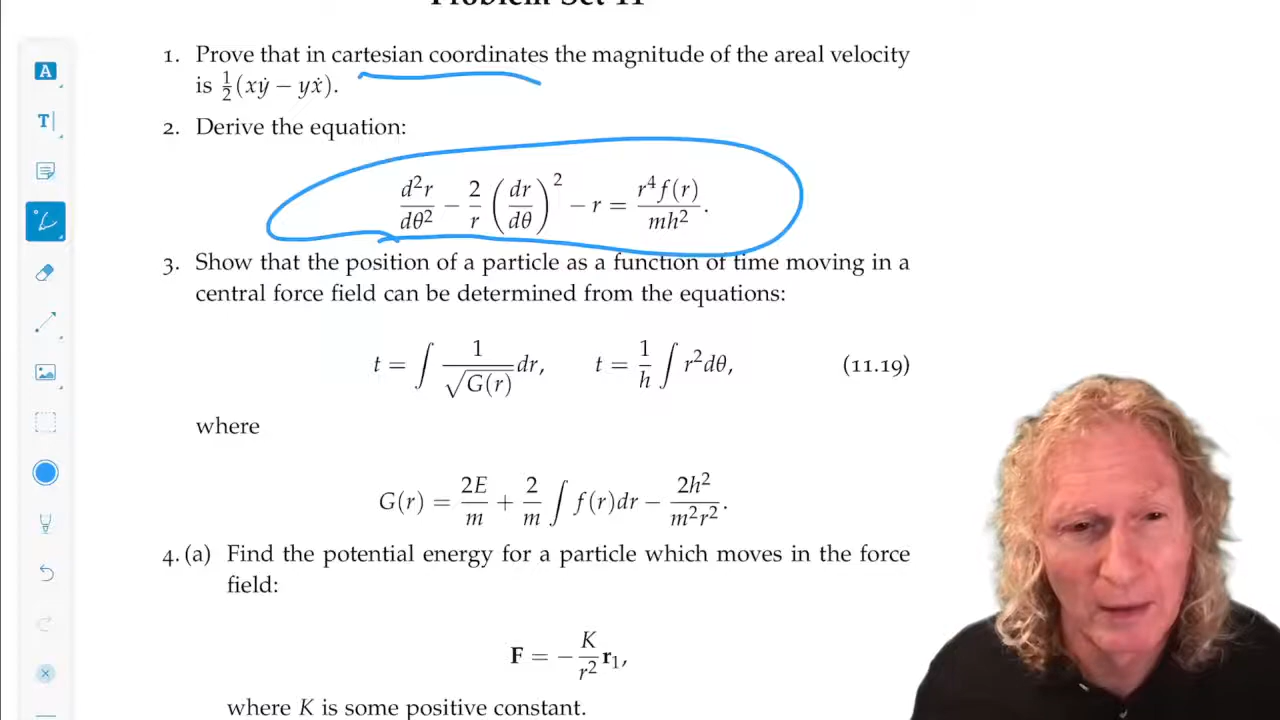 Problem Set 11
1. Prove that in cartesian coordinates the magnitude of the areal velocity
is ½(xẏ − yẋ).
2. Derive the equation:
d²r/dθ² − 2/r (dr/dθ)² − r = r⁴f(r)/mh².
3. Show that the position of a particle as a function of time moving in a
central force field can be determined from the equations:
t = ∫ 1/√G(r) dr, t = 1/h ∫ r²dθ, (11.19)
where
G(r) = 2E/m + 2/m ∫ f(r)dr − 2h²/m²r².
4. (a) Find the potential energy for a particle which moves in the force
field:
F = −K/r² r₁,
where K is some positive constant.
A
T